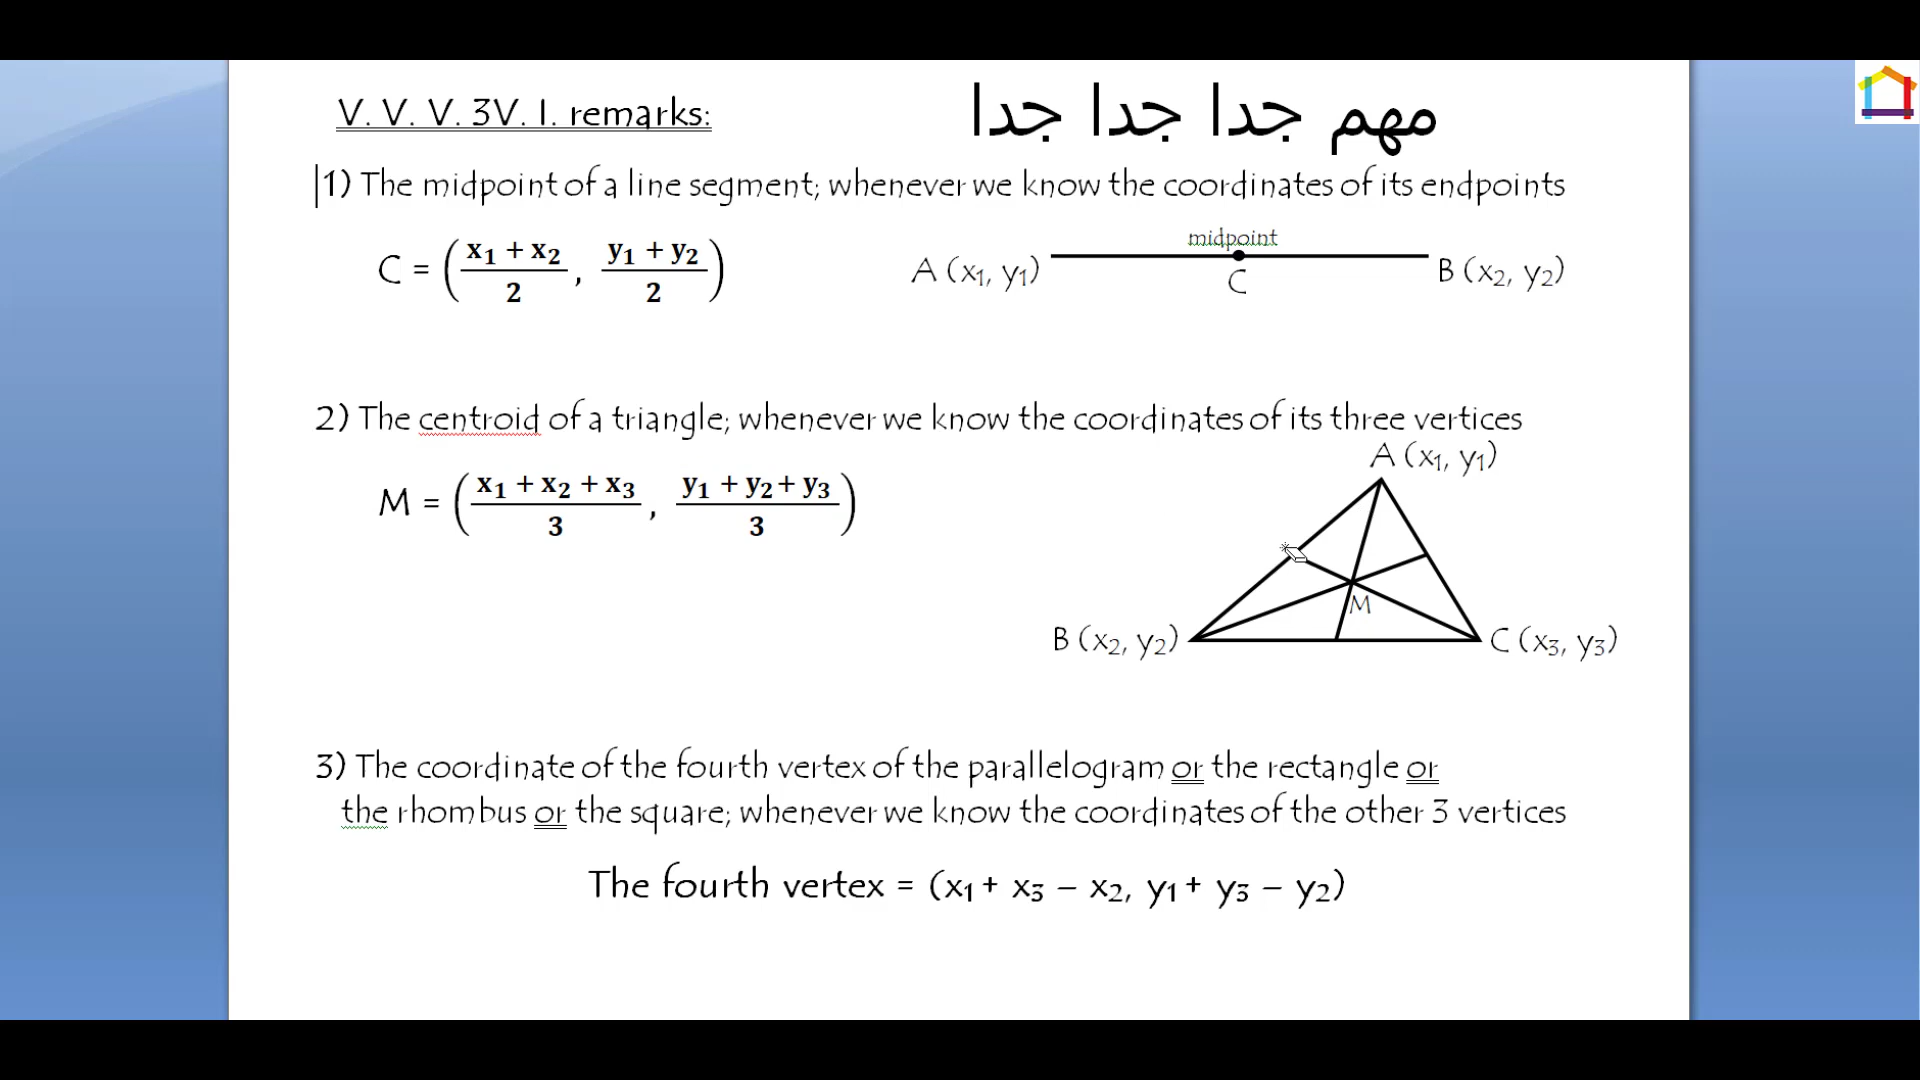 V. V. V. 3V. I. remarks:
مهم جدا جدا جدا
1) The midpoint of a line segment; whenever we know the coordinates of its endpoints
C = (x₁ + x₂ / 2 , y₁ + y₂ / 2)
midpoint
A (x₁, y₁)
C
B (x₂, y₂)
2) The centroid of a triangle; whenever we know the coordinates of its three vertices
A (x₁, y₁)
M = (x₁ + x₂ + x₃ / 3 , y₁ + y₂ + y₃ / 3)
M
B (x₂, y₂)
C (x₃, y₃)
3) The coordinate of the fourth vertex of the parallelogram or the rectangle or
the rhombus or the square; whenever we know the coordinates of the other 3 vertices
The fourth vertex = (x₁ + x₃ – x₂, y₁ + y₃ – y₂)